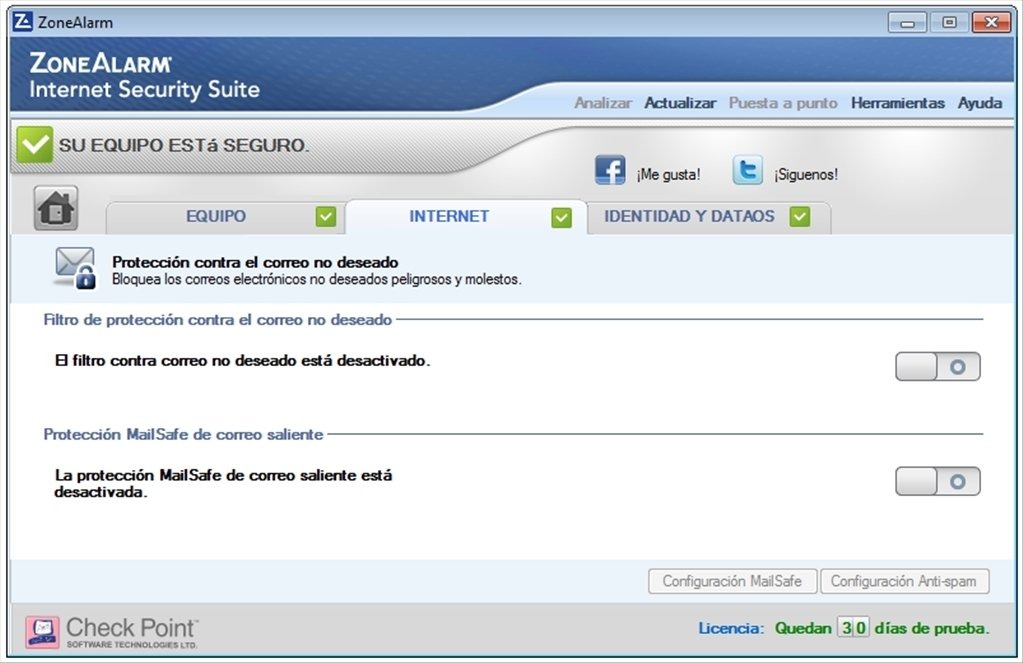 ZoneAlarm
ZONEALARM®
Internet Security Suite
Analizar Actualizar Puesta a punto Herramientas Ayuda
SU EQUIPO ESTá SEGURO.
¡Me gusta! ¡Siguenos!
EQUIPO INTERNET IDENTIDAD Y DATAOS
Protección contra el correo no deseado
Bloquea los correos electrónicos no deseados peligrosos y molestos.
Filtro de protección contra el correo no deseado
El filtro contra correo no deseado está desactivado.
Protección MailSafe de correo saliente
La protección MailSafe de correo saliente está
desactivada.
Configuración MailSafe Configuración Anti-spam
Check Point™
SOFTWARE TECHNOLOGIES LTD.
Licencia: Quedan 30 días de prueba.